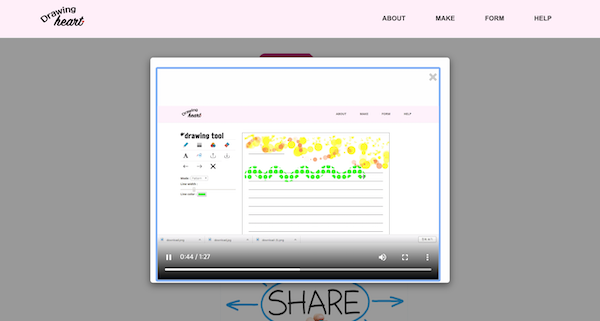 Drawing
heart
ABOUT
MAKE
FORM
HELP
Drawing
heart
ABOUT
MAKE
FORM
HELP
drawing tool
A
0:44 / 1:27
SHARE